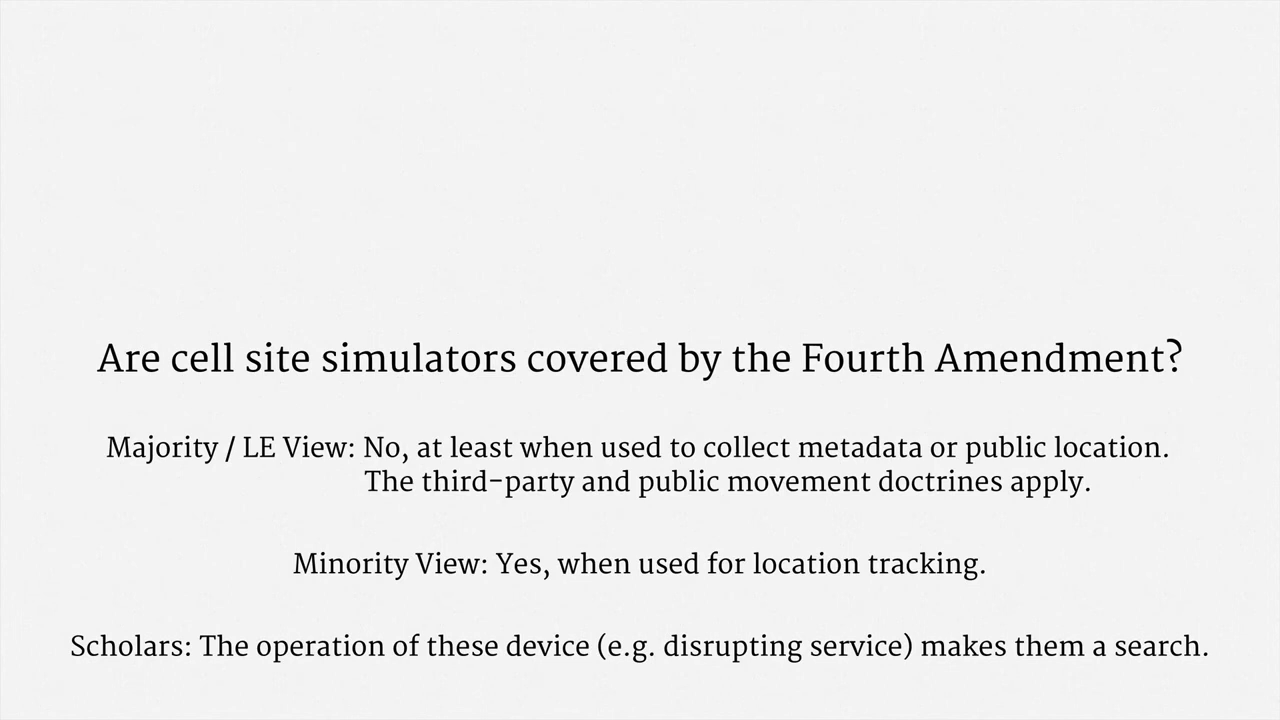 Are cell site simulators covered by the Fourth Amendment?
Majority / LE View: No, at least when used to collect metadata or public location.
The third-party and public movement doctrines apply.
Minority View: Yes, when used for location tracking.
Scholars: The operation of these device (e.g. disrupting service) makes them a search.